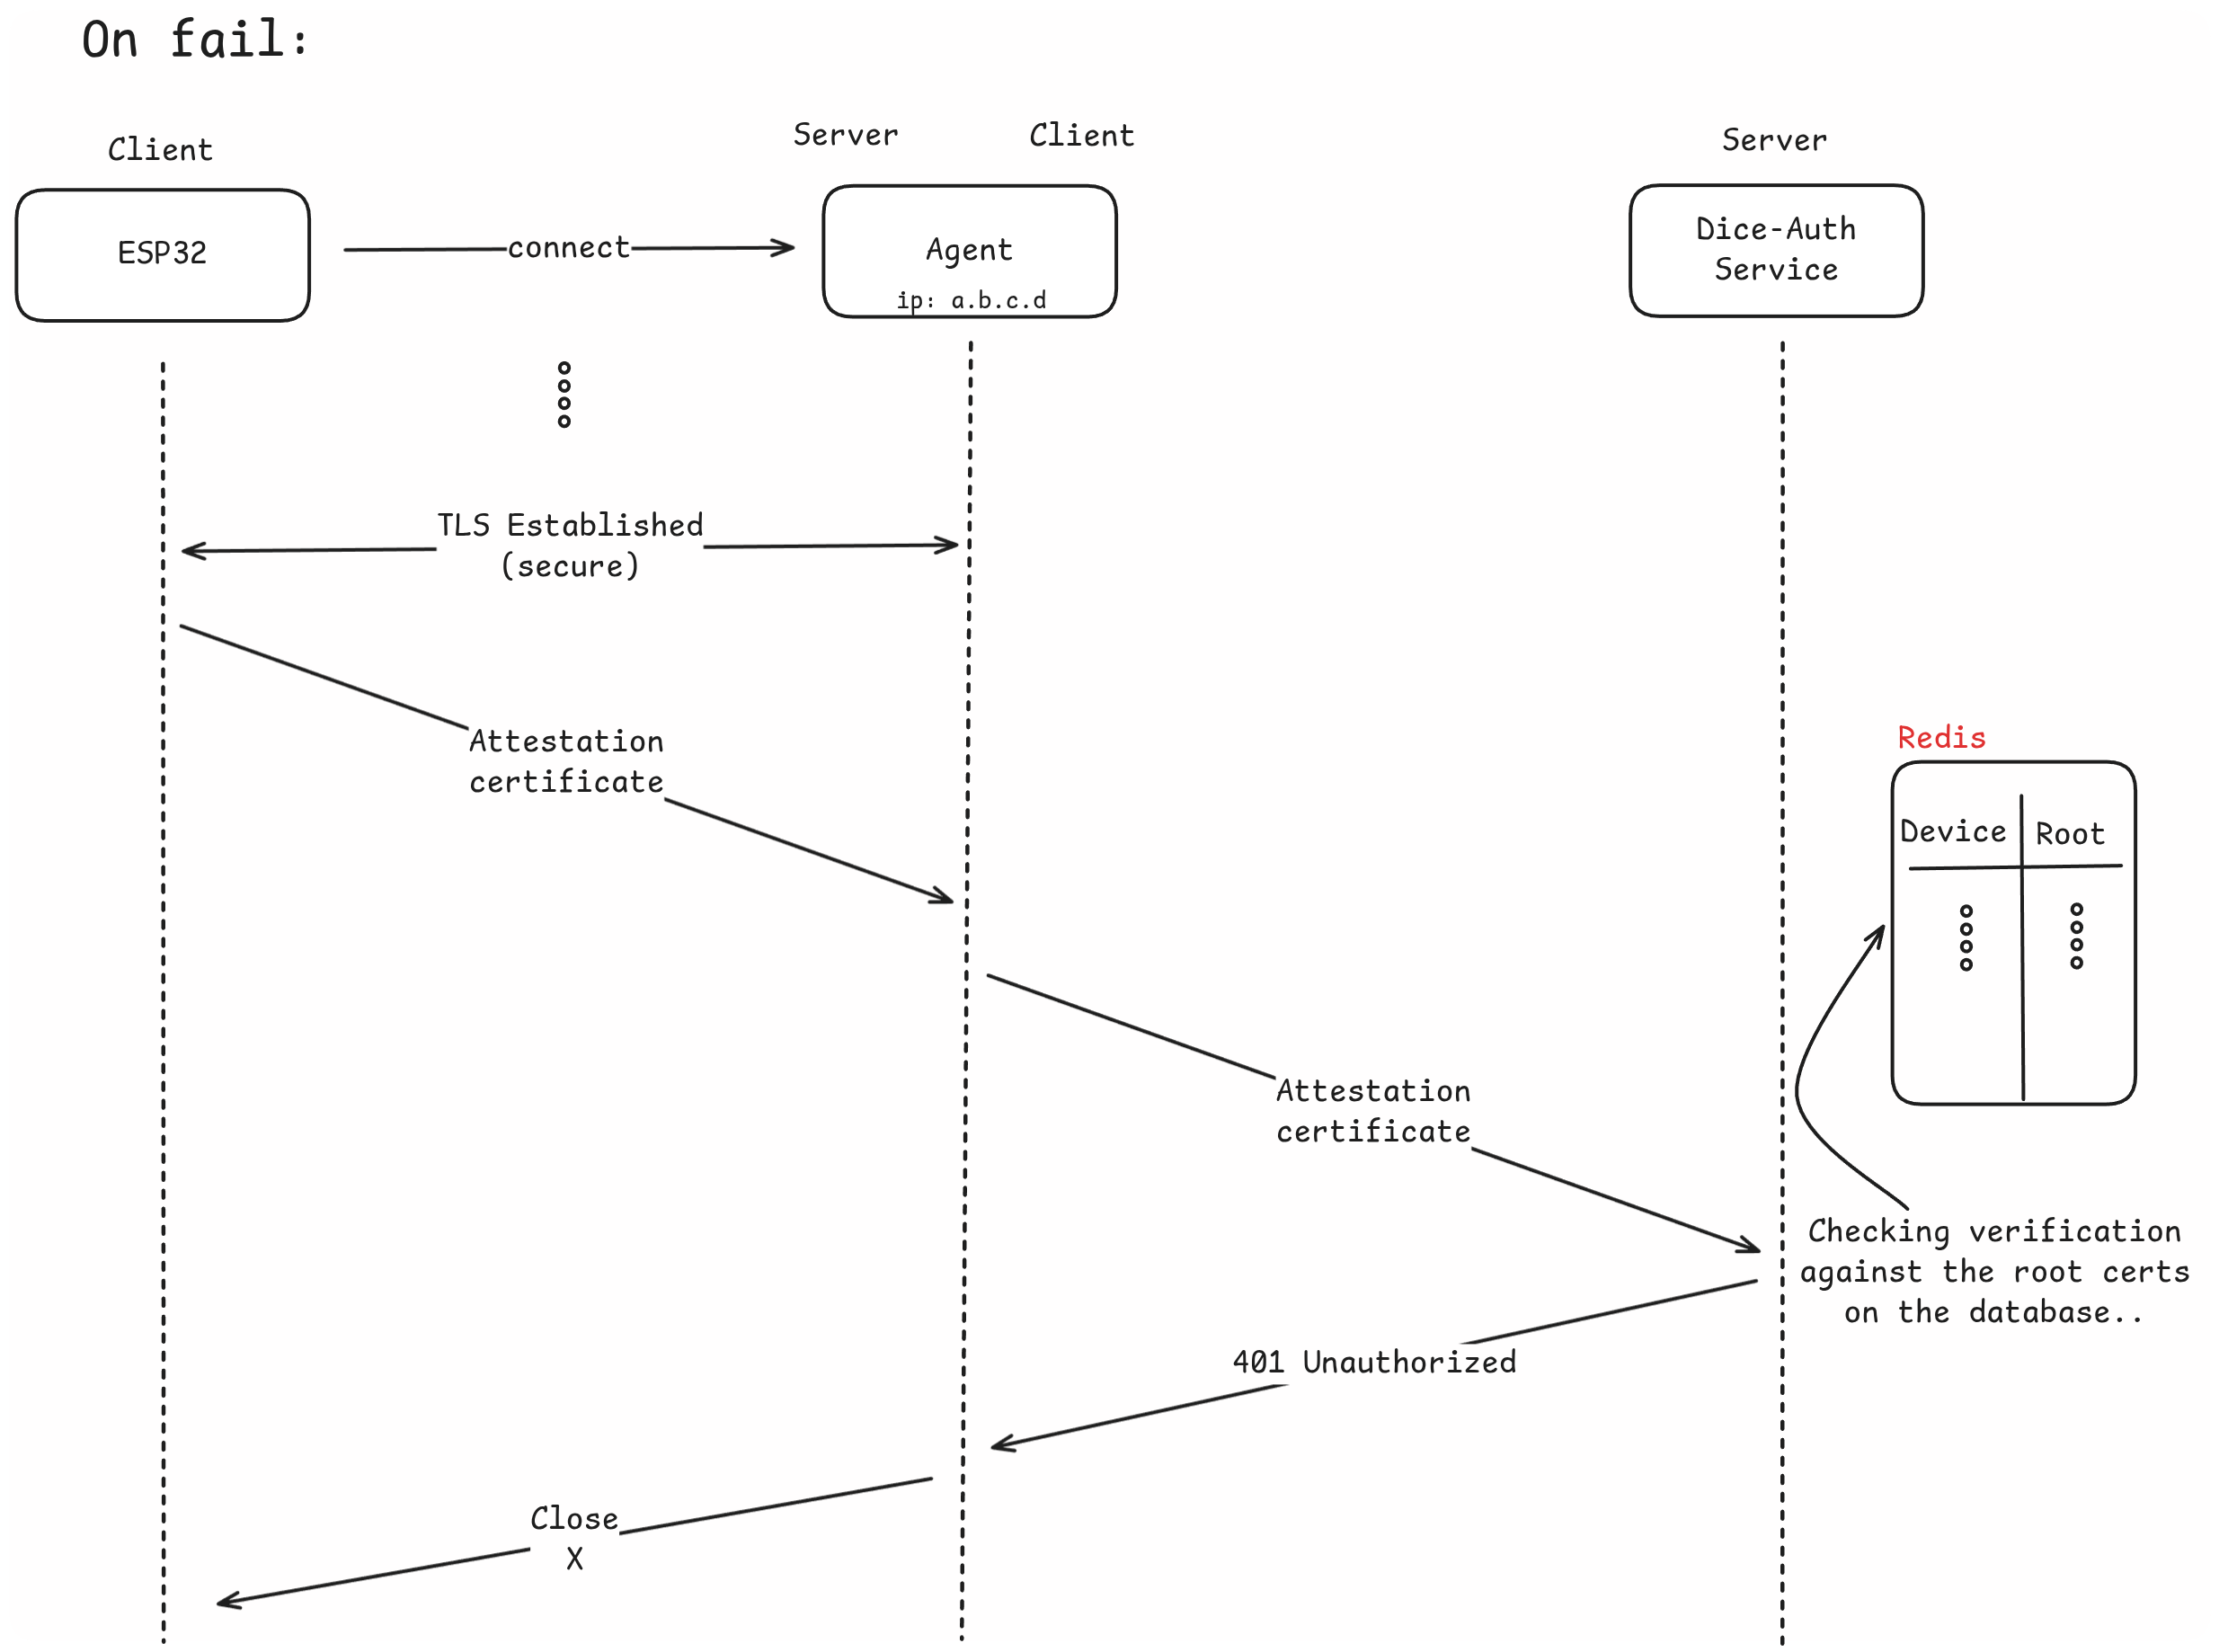 On fail:
Client
Server
Client
Server
ESP32
connect
Agent
ip: a.b.c.d
Dice-Auth
Service
TLS Established
(secure)
Attestation
certificate
Redis
Device
Root
Attestation
certificate
Checking verification
against the root certs
on the database..
401 Unauthorized
Close
X